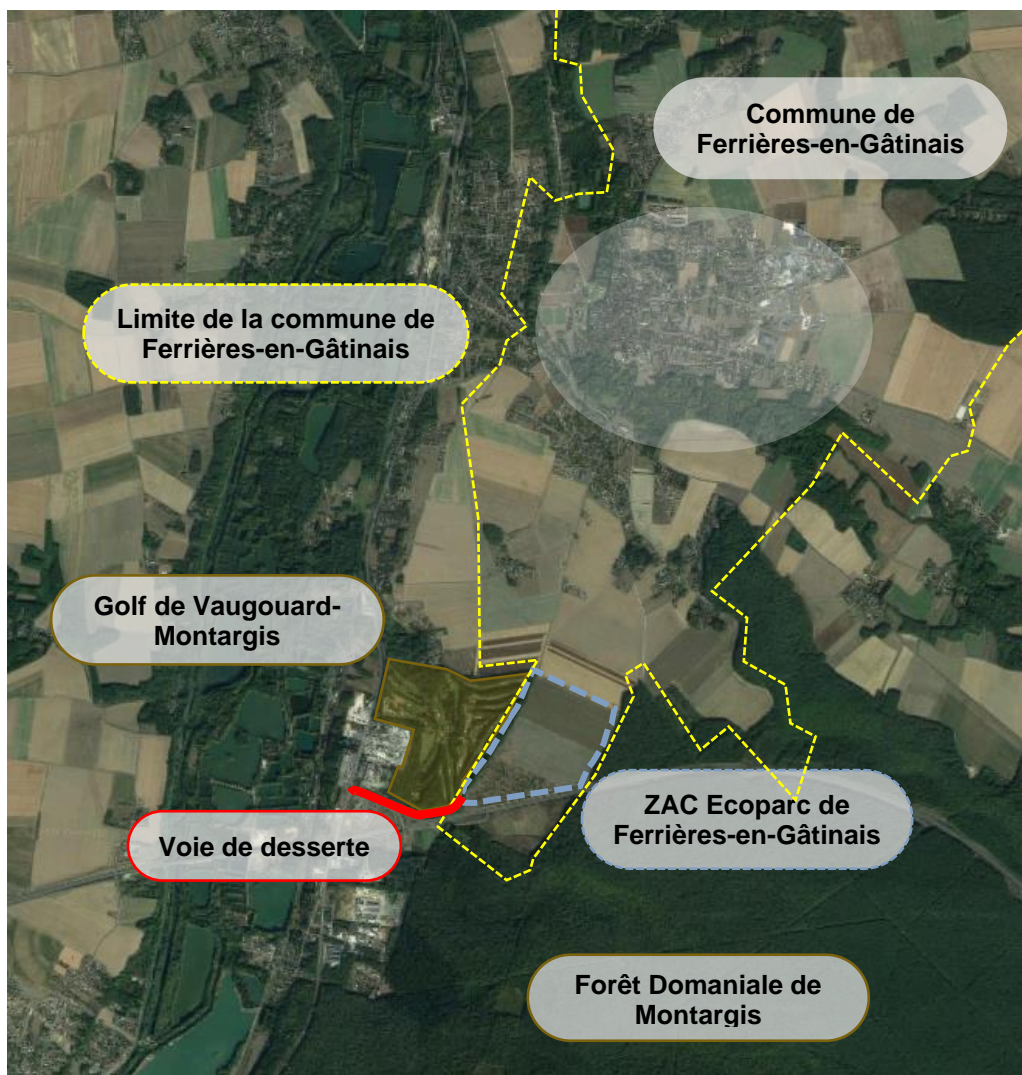 Commune de
Ferrières-en-Gâtinais
Limite de la commune de
Ferrières-en-Gâtinais
Golf de Vaugouard-
Montargis
ZAC Ecoparc de
Ferrières-en-Gâtinais
Voie de desserte
Forêt Domaniale de
Montargis